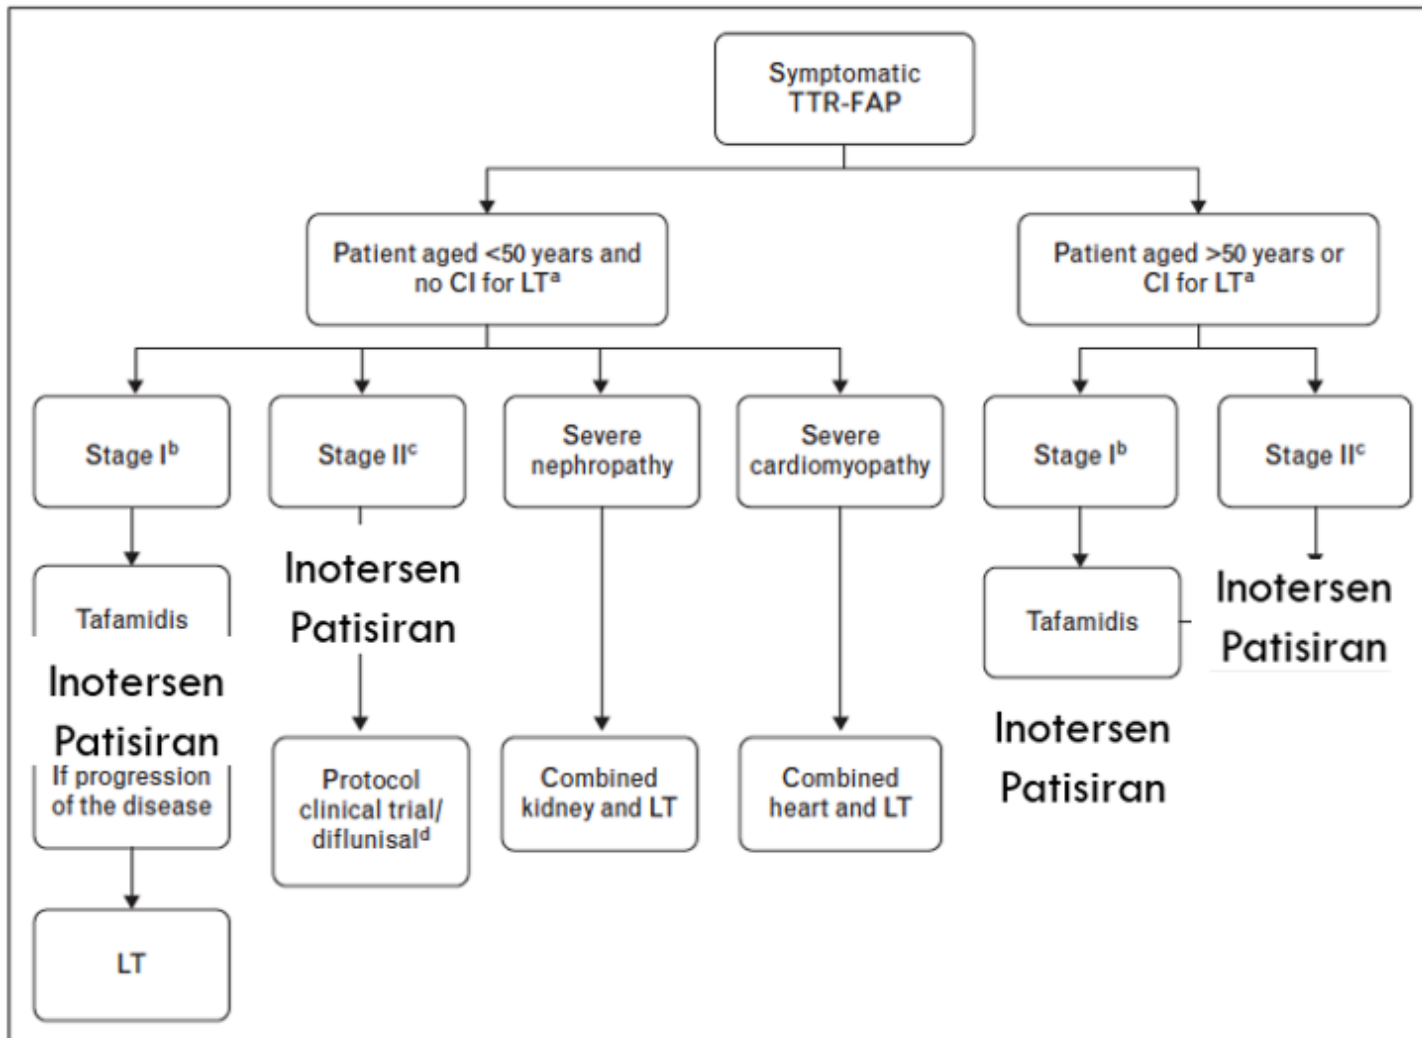 Symptomatic
TTR-FAP
Patient aged <50 years and
no CI for LTᵃ
Patient aged >50 years or
CI for LTᵃ
Stage Iᵇ
Stage IIᶜ
Severe
nephropathy
Severe
cardiomyopathy
Stage Iᵇ
Stage IIᶜ
Tafamidis
Inotersen
Patisiran
If progression
of the disease
LT
Inotersen
Patisiran
Protocol
clinical trial/
diflunisalᵈ
Combined
kidney and LT
Combined
heart and LT
Tafamidis
Inotersen
Patisiran
Inotersen
Patisiran